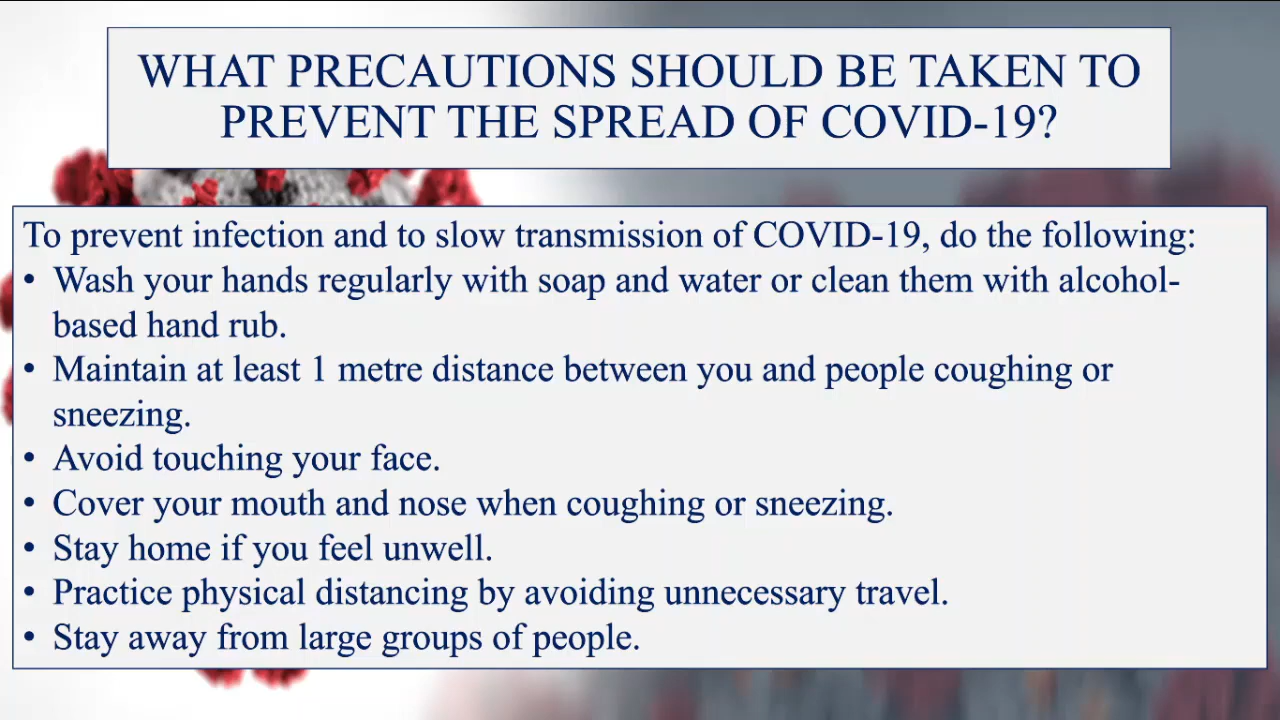 WHAT PRECAUTIONS SHOULD BE TAKEN TO
PREVENT THE SPREAD OF COVID-19?
To prevent infection and to slow transmission of COVID-19, do the following:
• Wash your hands regularly with soap and water or clean them with alcohol-
based hand rub.
• Maintain at least 1 metre distance between you and people coughing or
sneezing.
• Avoid touching your face.
• Cover your mouth and nose when coughing or sneezing.
• Stay home if you feel unwell.
• Practice physical distancing by avoiding unnecessary travel.
• Stay away from large groups of people.